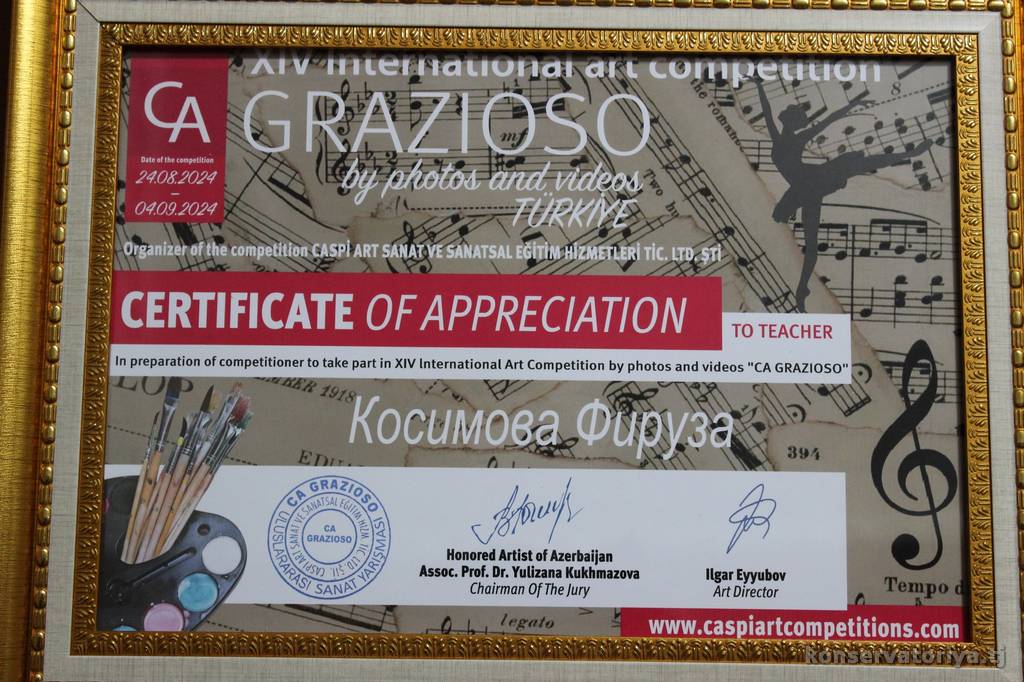 XIV International art competition
CA
GRAZIOSO
Date of the competition
24.08.2024
–
04.09.2024
by photos and videos
TÜRKİYE
Organizer of the competition CASPİ ART SANAT VE SANATSAL EĞİTİM HİZMETLERİ TİC. LTD. ŞTİ
CERTIFICATE OF APPRECIATION
TO TEACHER
In preparation of competitioner to take part in XIV International Art Competition by photos and videos "CA GRAZIOSO"
Косимова Фируза
394
CA GRAZIOSO
ULUSLARARASI SANAT YARIŞMASI
CA
GRAZIOSO
Honored Artist of Azerbaijan
Assoc. Prof. Dr. Yulizana Kukhmazova
Chairman Of The Jury
Ilgar Eyyubov
Art Director
Tempo d
legato
www.caspiartcompetitions.com
Konservatoriya.tj